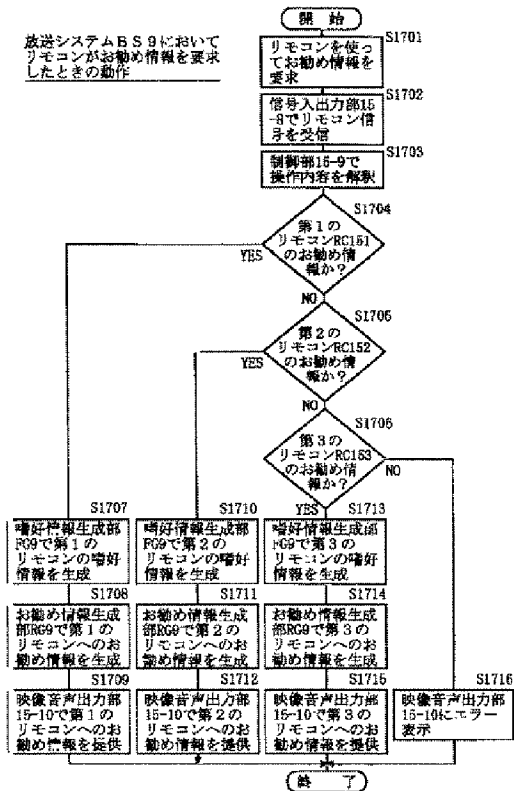 開 始
放送システムＢＳ９において
リモコンがお勧め情報を要求
したときの動作
S1701
リモコンを使っ
てお勧め情報を
要求
S1702
信号入出力部15
-8でリモコン信
号を受信
S1703
制御部15-9で
操作内容を解釈
S1704
第１の
リモコンRC151
のお勧め情
報か？
YES
NO
S1705
第２の
リモコンRC152
のお勧め情
報か？
YES
NO
S1706
第３の
リモコンRC153
のお勧め情
報か？
NO
YES
S1707
嗜好情報生成部
FG9で第１の
リモコンの嗜好
情報を生成
S1710
嗜好情報生成部
FG9で第２の
リモコンの嗜好
情報を生成
S1713
嗜好情報生成部
FG9で第３の
リモコンの嗜好
情報を生成
S1708
お勧め情報生成
部RG9で第１の
リモコンへのお
勧め情報を生成
S1711
お勧め情報生成
部RG9で第２の
リモコンへのお
勧め情報を生成
S1714
お勧め情報生成
部RG9で第３の
リモコンへのお
勧め情報を生成
S1709
映像音声出力部
15-10で第１の
リモコンへのお
勧め情報を提供
S1712
映像音声出力部
15-10で第２の
リモコンへのお
勧め情報を提供
S1715
映像音声出力部
15-10で第３の
リモコンへのお
勧め情報を提供
S1716
映像音声出力部
15-10にエラー
表示
終 了